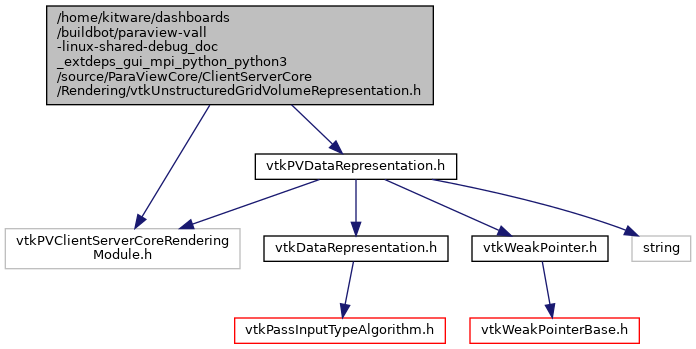 /home/kitware/dashboards
/buildbot/paraview-vall
-linux-shared-debug_doc
_extdeps_gui_mpi_python_python3
/source/ParaViewCore/ClientServerCore
/Rendering/vtkUnstructuredGridVolumeRepresentation.h
vtkPVDataRepresentation.h
vtkPVClientServerCoreRendering
Module.h
vtkDataRepresentation.h
vtkWeakPointer.h
string
vtkPassInputTypeAlgorithm.h
vtkWeakPointerBase.h